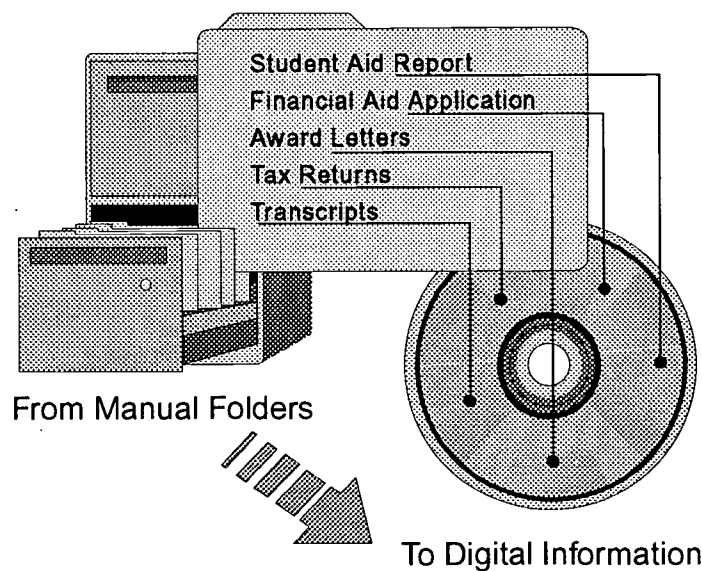 Student Aid Report
Financial Aid Application
Award Letters
Tax Returns
Transcripts
From Manual Folders
To Digital Information